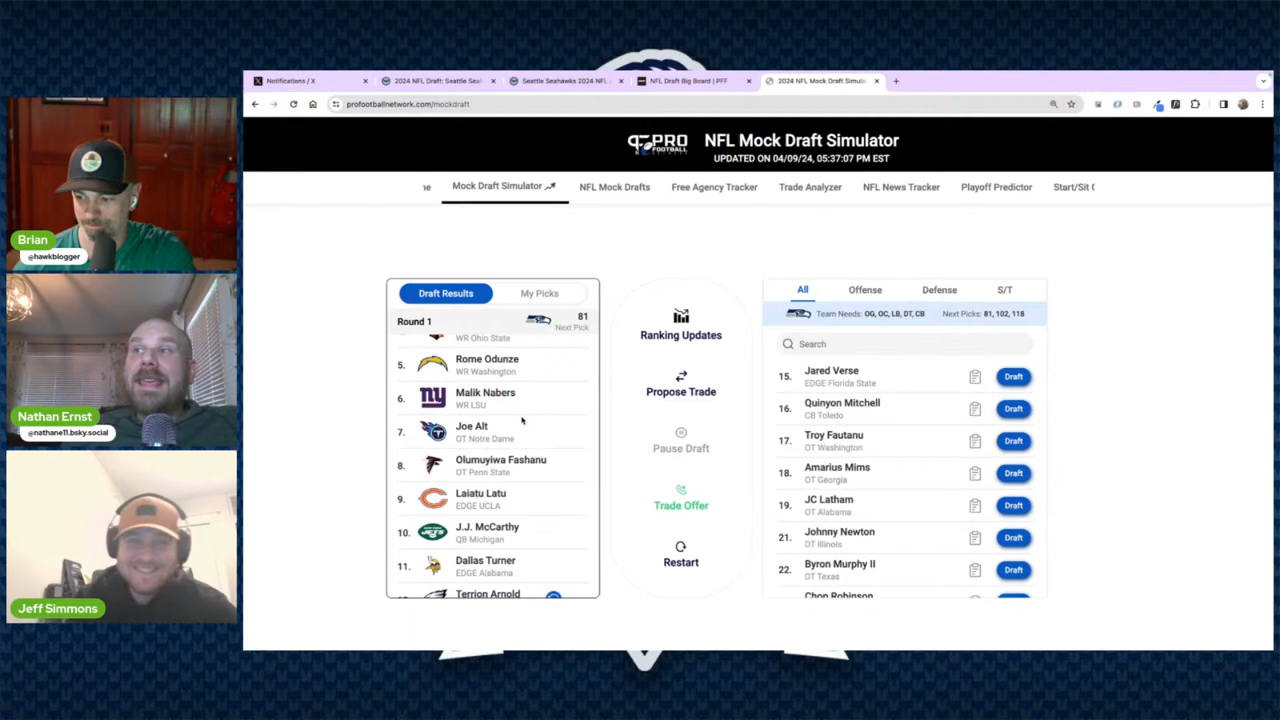 Brian
@hawkblogger
Nathan Ernst
@nathane11.bsky.social
Jeff Simmons
Notifications / X
2024 NFL Draft: Seattle Sea
Seattle Seahawks 2024 NFL
NFL Draft Big Board | PFF
2024 NFL Mock Draft Simula
profootballnetwork.com/mockdraft
PRO
FOOTBALL
NETWORK
NFL Mock Draft Simulator
UPDATED ON 04/09/24, 05:37:07 PM EST
Mock Draft Simulator
NFL Mock Drafts
Free Agency Tracker
Trade Analyzer
NFL News Tracker
Playoff Predictor
Start/Sit
Draft Results
My Picks
Round 1
81
Next Pick
WR Ohio State
5.
Rome Odunze
WR Washington
6.
ny
Malik Nabers
WR LSU
7.
Joe Alt
OT Notre Dame
8.
Olumuyiwa Fashanu
OT Penn State
9.
Laiatu Latu
EDGE UCLA
10.
J.J. McCarthy
QB Michigan
11.
Dallas Turner
EDGE Alabama
Terrion Arnold
Ranking Updates
Propose Trade
Pause Draft
Trade Offer
Restart
All
Offense
Defense
S/T
Team Needs: OG, OC, LB, DT, CB
Next Picks: 81, 102, 118
Search
15.
Jared Verse
EDGE Florida State
Draft
16.
Quinyon Mitchell
CB Toledo
Draft
17.
Troy Fautanu
OT Washington
Draft
18.
Amarius Mims
OT Georgia
Draft
19.
JC Latham
OT Alabama
Draft
21.
Johnny Newton
DT Illinois
Draft
22.
Byron Murphy II
DT Texas
Draft
Chop Robinson